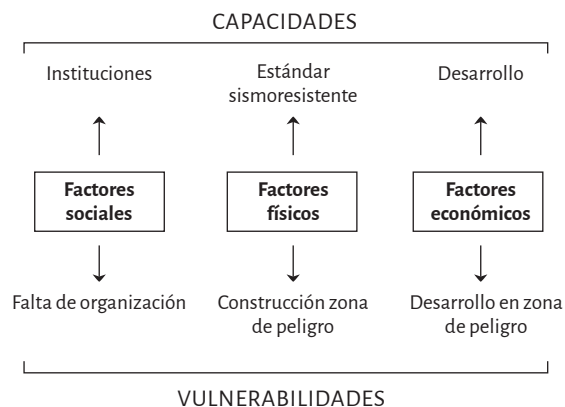 CAPACIDADES
Instituciones
Estándar
sismoresistente
Desarrollo
Factores
sociales
Factores
físicos
Factores
económicos
Falta de organización
Construcción zona
de peligro
Desarrollo en zona
de peligro
VULNERABILIDADES